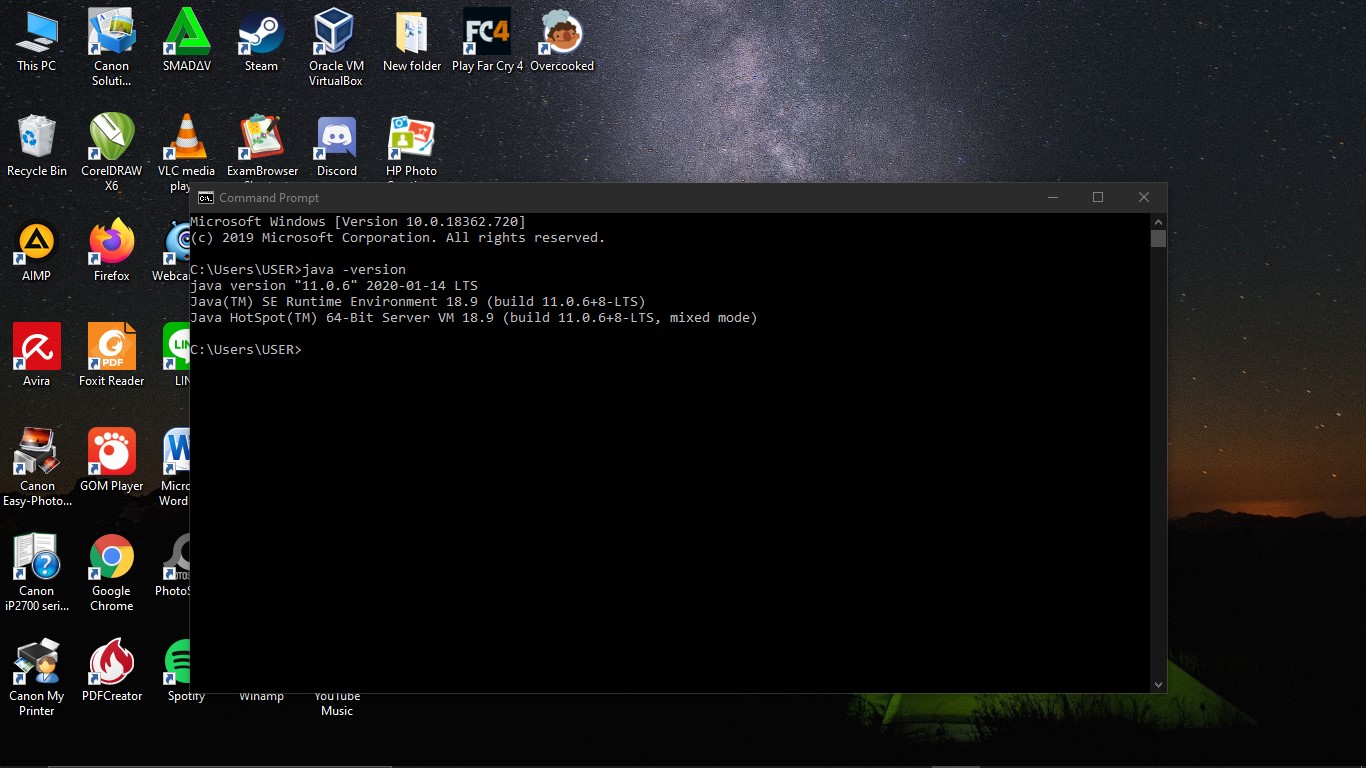 This PC
Canon
Soluti...
SMADΔV
Steam
Oracle VM
VirtualBox
New folder
FC4
Play Far Cry 4
Overcooked
Recycle Bin
CorelDRAW
X6
VLC media
play
ExamBrowser
Discord
HP Photo
AIMP
Firefox
Webca
Avira
PDF
Foxit Reader
LIN
LIN
Canon
Easy-Photo...
GOM Player
W
Micro
Word
Canon
iP2700 seri...
Google
Chrome
PhotoS
Canon My
Printer
PDFCreator
Spotify
Winamp
YouTube
Music
Command Prompt
Microsoft Windows [Version 10.0.18362.720]
(c) 2019 Microsoft Corporation. All rights reserved.
C:\Users\USER>java -version
java version "11.0.6" 2020-01-14 LTS
Java(TM) SE Runtime Environment 18.9 (build 11.0.6+8-LTS)
Java HotSpot(TM) 64-Bit Server VM 18.9 (build 11.0.6+8-LTS, mixed mode)
C:\Users\USER>